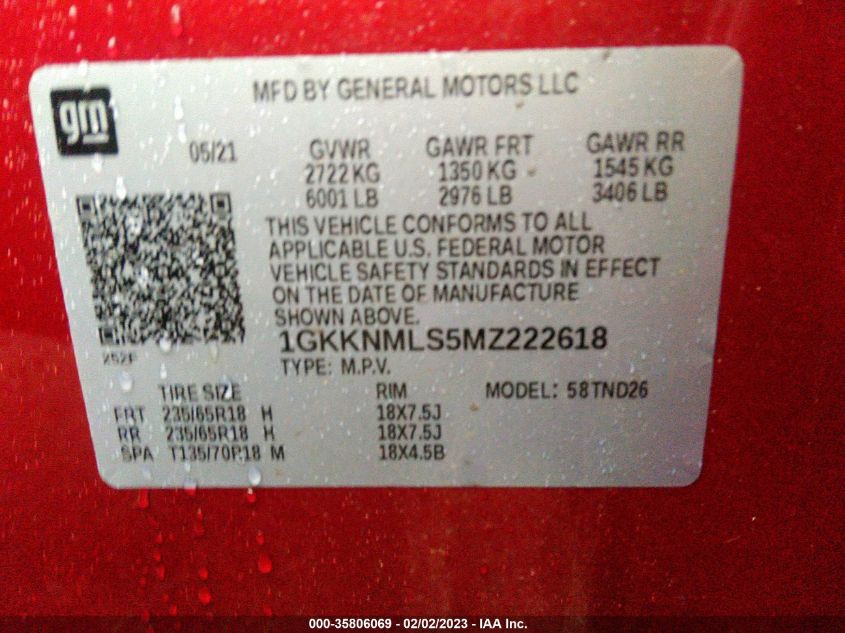 MFD BY GENERAL MOTORS LLC
gm
05/21 GVWR GAWR FRT GAWR RR
2722 KG 1350 KG 1545 KG
6001 LB 2976 LB 3406 LB
THIS VEHICLE CONFORMS TO ALL
APPLICABLE U.S. FEDERAL MOTOR
VEHICLE SAFETY STANDARDS IN EFFECT
ON THE DATE OF MANUFACTURE
SHOWN ABOVE.
1GKKNMLS5MZ222618
252F
TYPE: M.P.V.
TIRE SIZE RIM MODEL: 58TND26
FRT 235/65R18 H 18X7.5J
RR 235/65R18 H 18X7.5J
SPA T135/70R18 M 18X4.5B
000-35806069 - 02/02/2023 - IAA Inc.